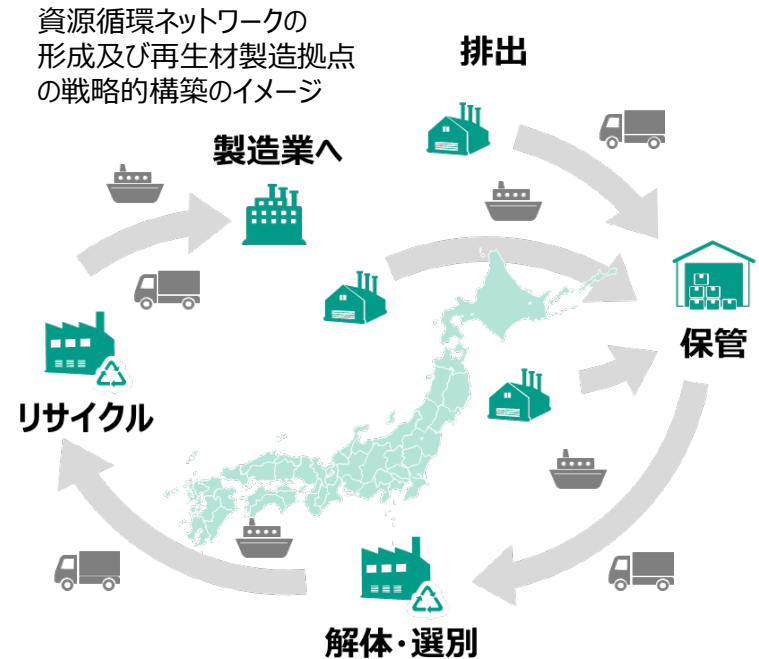 資源循環ネットワークの
形成及び再生材製造拠点
の戦略的構築のイメージ
排出
製造業へ
保管
リサイクル
解体・選別